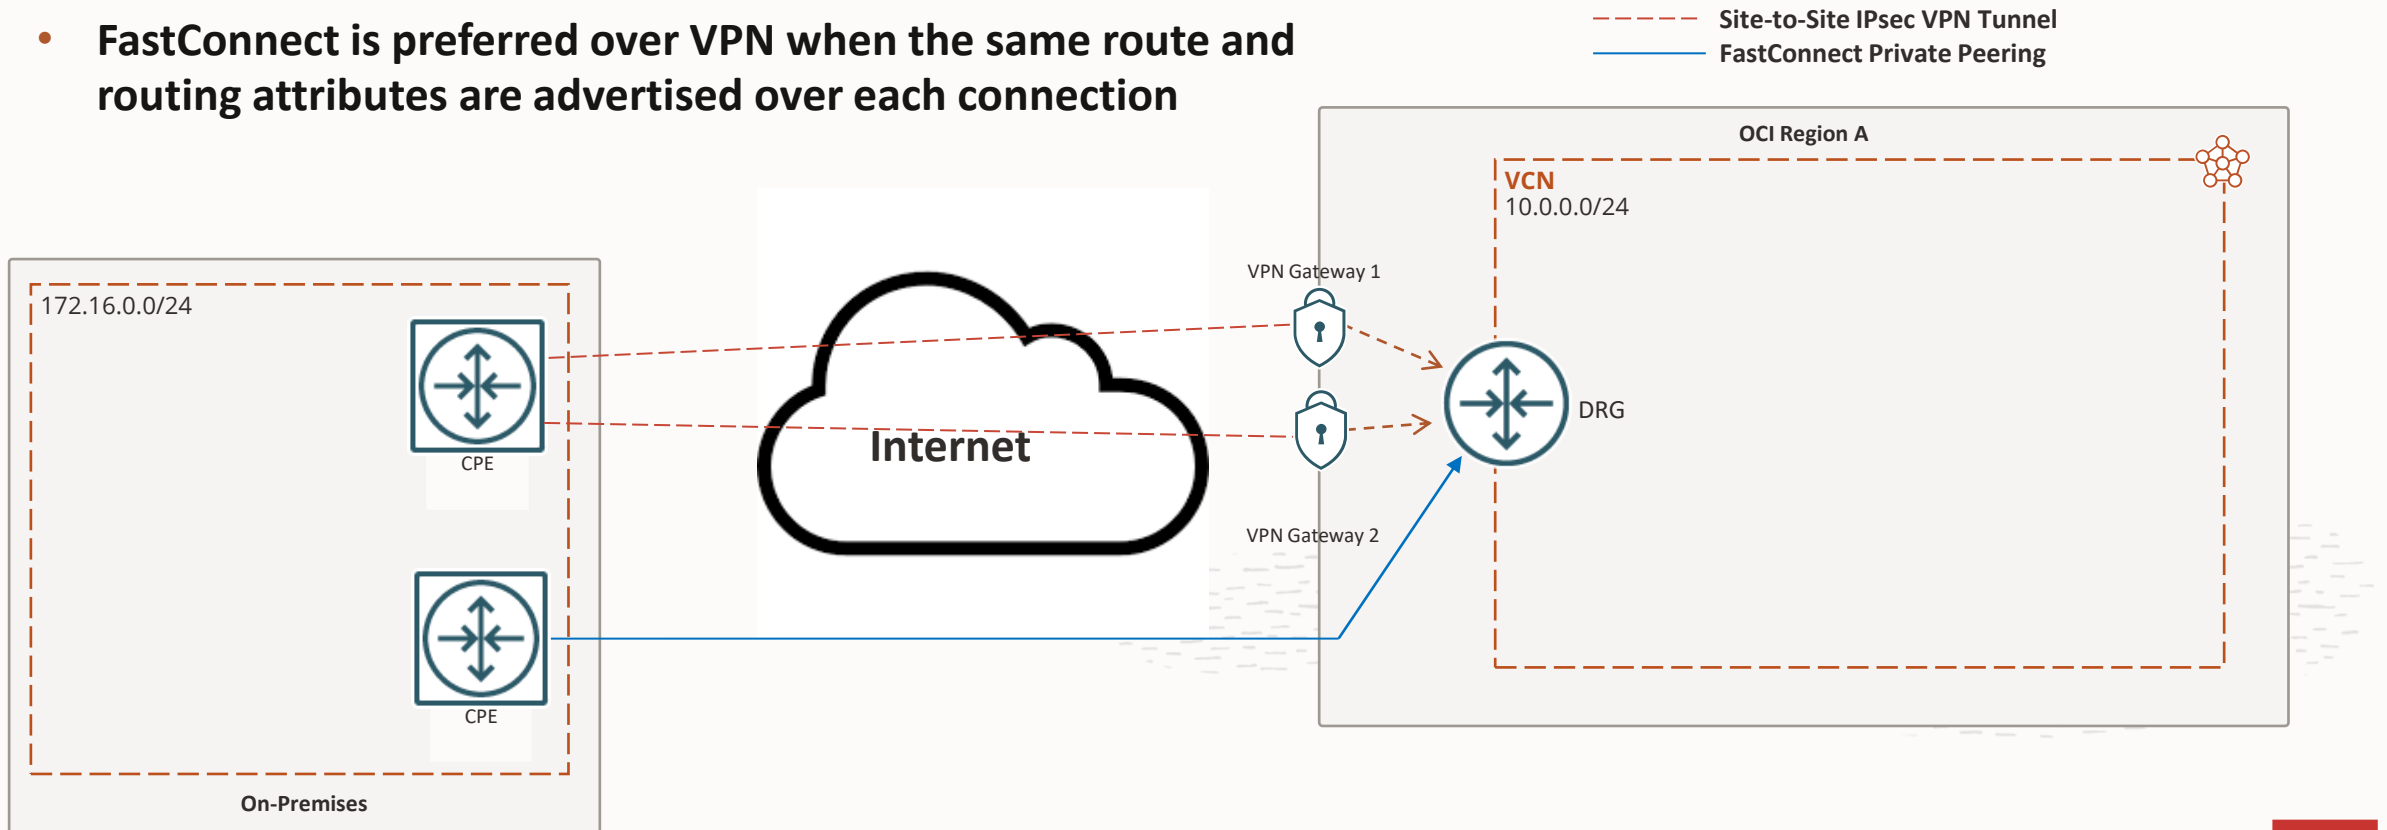 • FastConnect is preferred over VPN when the same route and
routing attributes are advertised over each connection
Site-to-Site IPsec VPN Tunnel
FastConnect Private Peering
OCI Region A
VCN
10.0.0.0/24
VPN Gateway 1
172.16.0.0/24
Internet
DRG
CPE
VPN Gateway 2
CPE
On-Premises